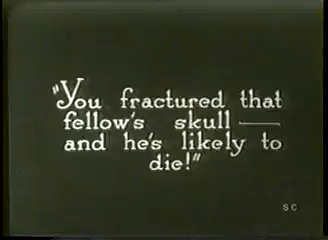 "You fractured that
fellow's skull —
and he's likely to
die!"
SC